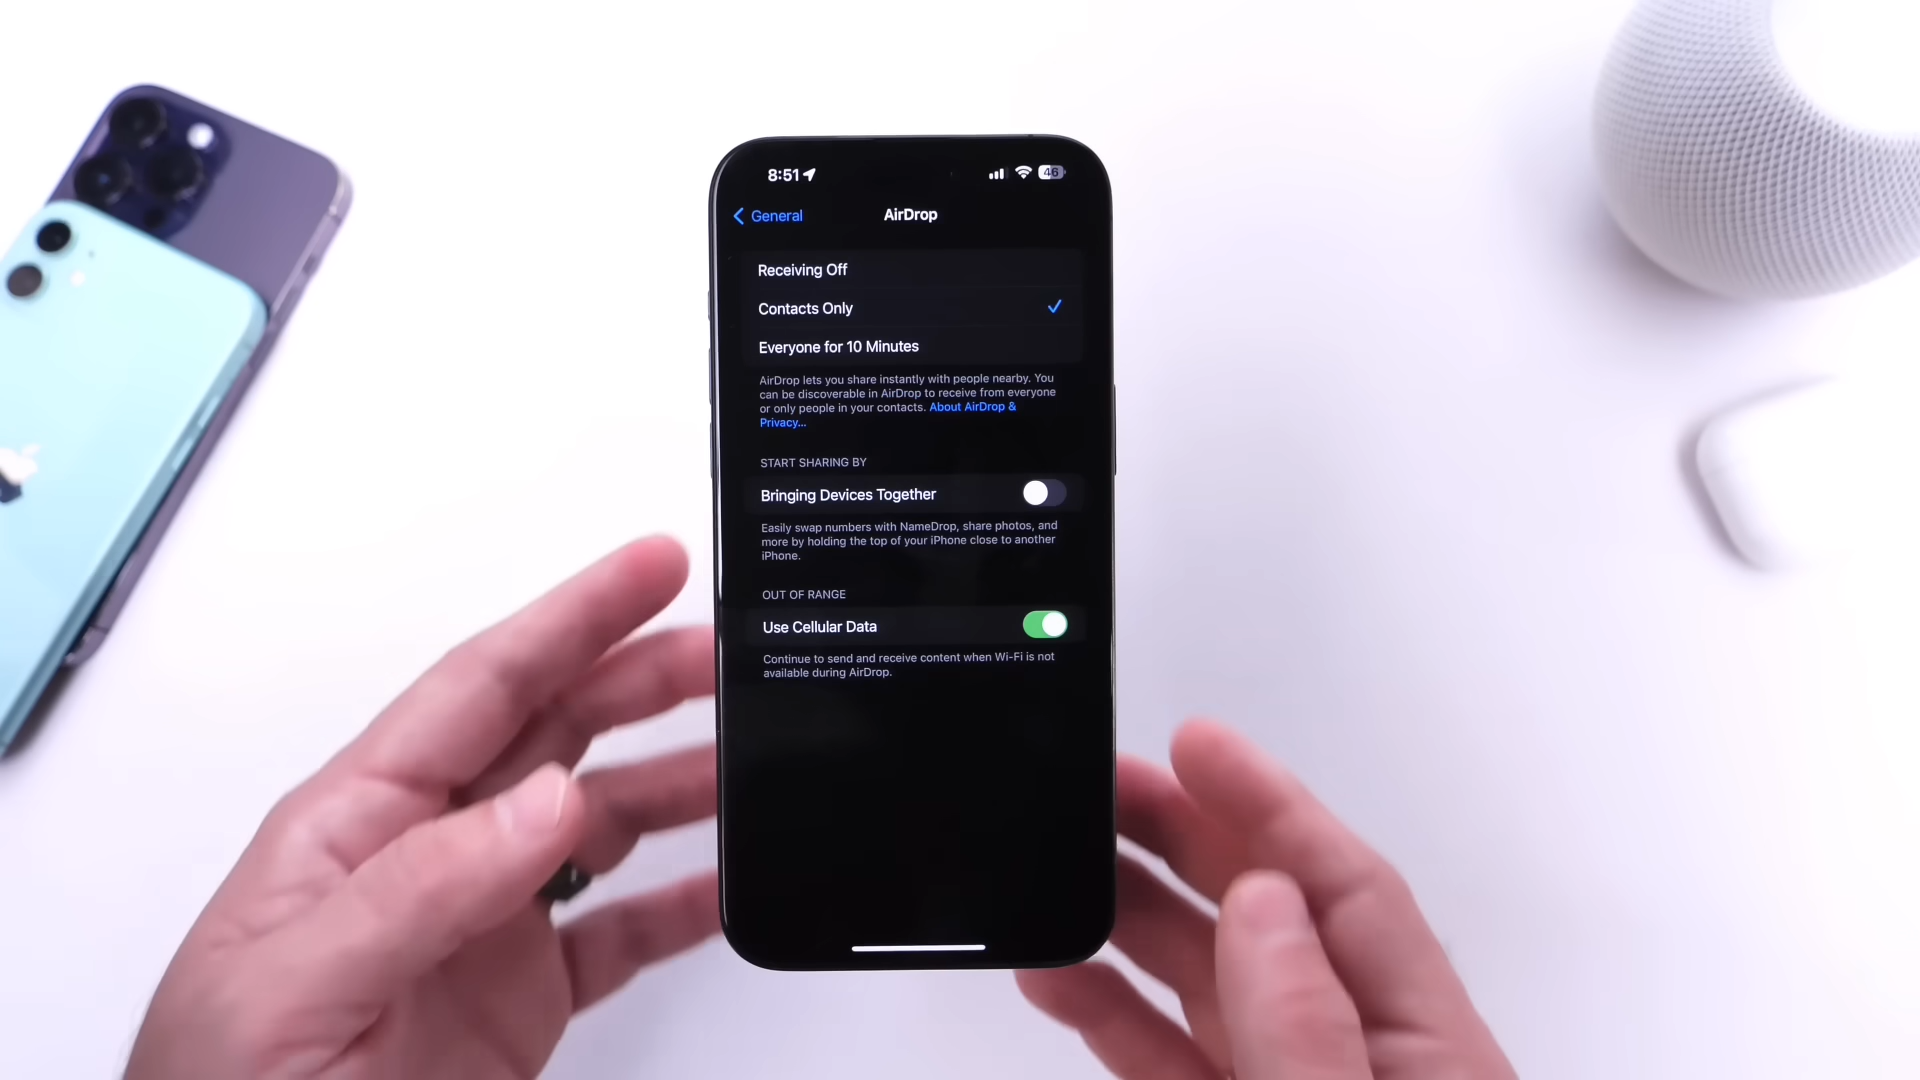 8:51
46
General
AirDrop
Receiving Off
Contacts Only
Everyone for 10 Minutes
AirDrop lets you share instantly with people nearby. You
can be discoverable in AirDrop to receive from everyone
or only people in your contacts. About AirDrop &
Privacy...
START SHARING BY
Bringing Devices Together
Easily swap numbers with NameDrop, share photos, and
more by holding the top of your iPhone close to another
iPhone.
OUT OF RANGE
Use Cellular Data
Continue to send and receive content when Wi-Fi is not
available during AirDrop.